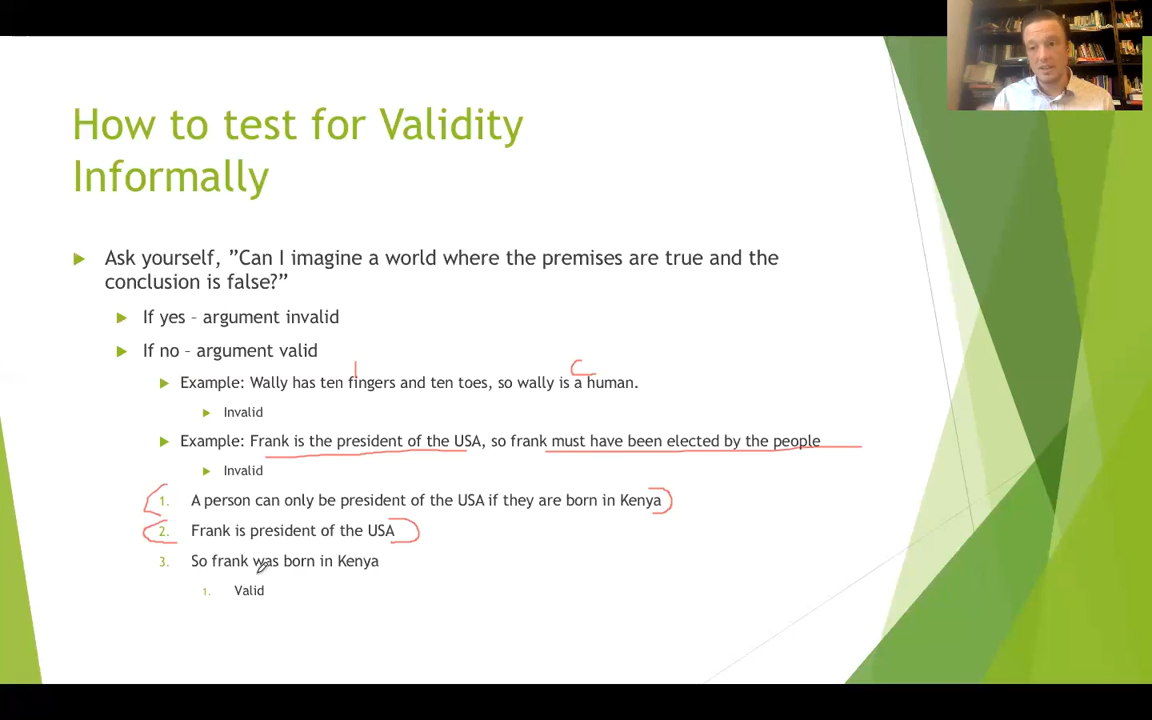 How to test for Validity
Informally
Ask yourself, ”Can I imagine a world where the premises are true and the
conclusion is false?”
If yes – argument invalid
If no – argument valid
1 C
Example: Wally has ten fingers and ten toes, so wally is a human.
Invalid
Example: Frank is the president of the USA, so frank must have been elected by the people
Invalid
1. A person can only be president of the USA if they are born in Kenya
2. Frank is president of the USA
3. So frank was born in Kenya
1. Valid